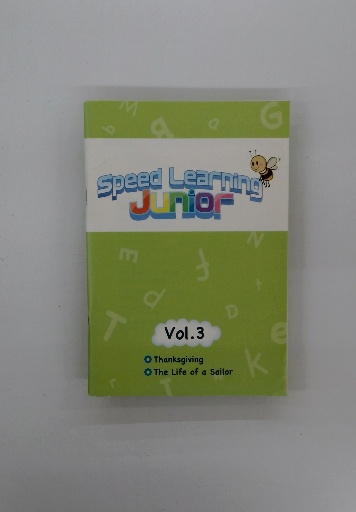 Speed Learning
Junior
Vol.3
Thanksgiving
The Life of a Sailor